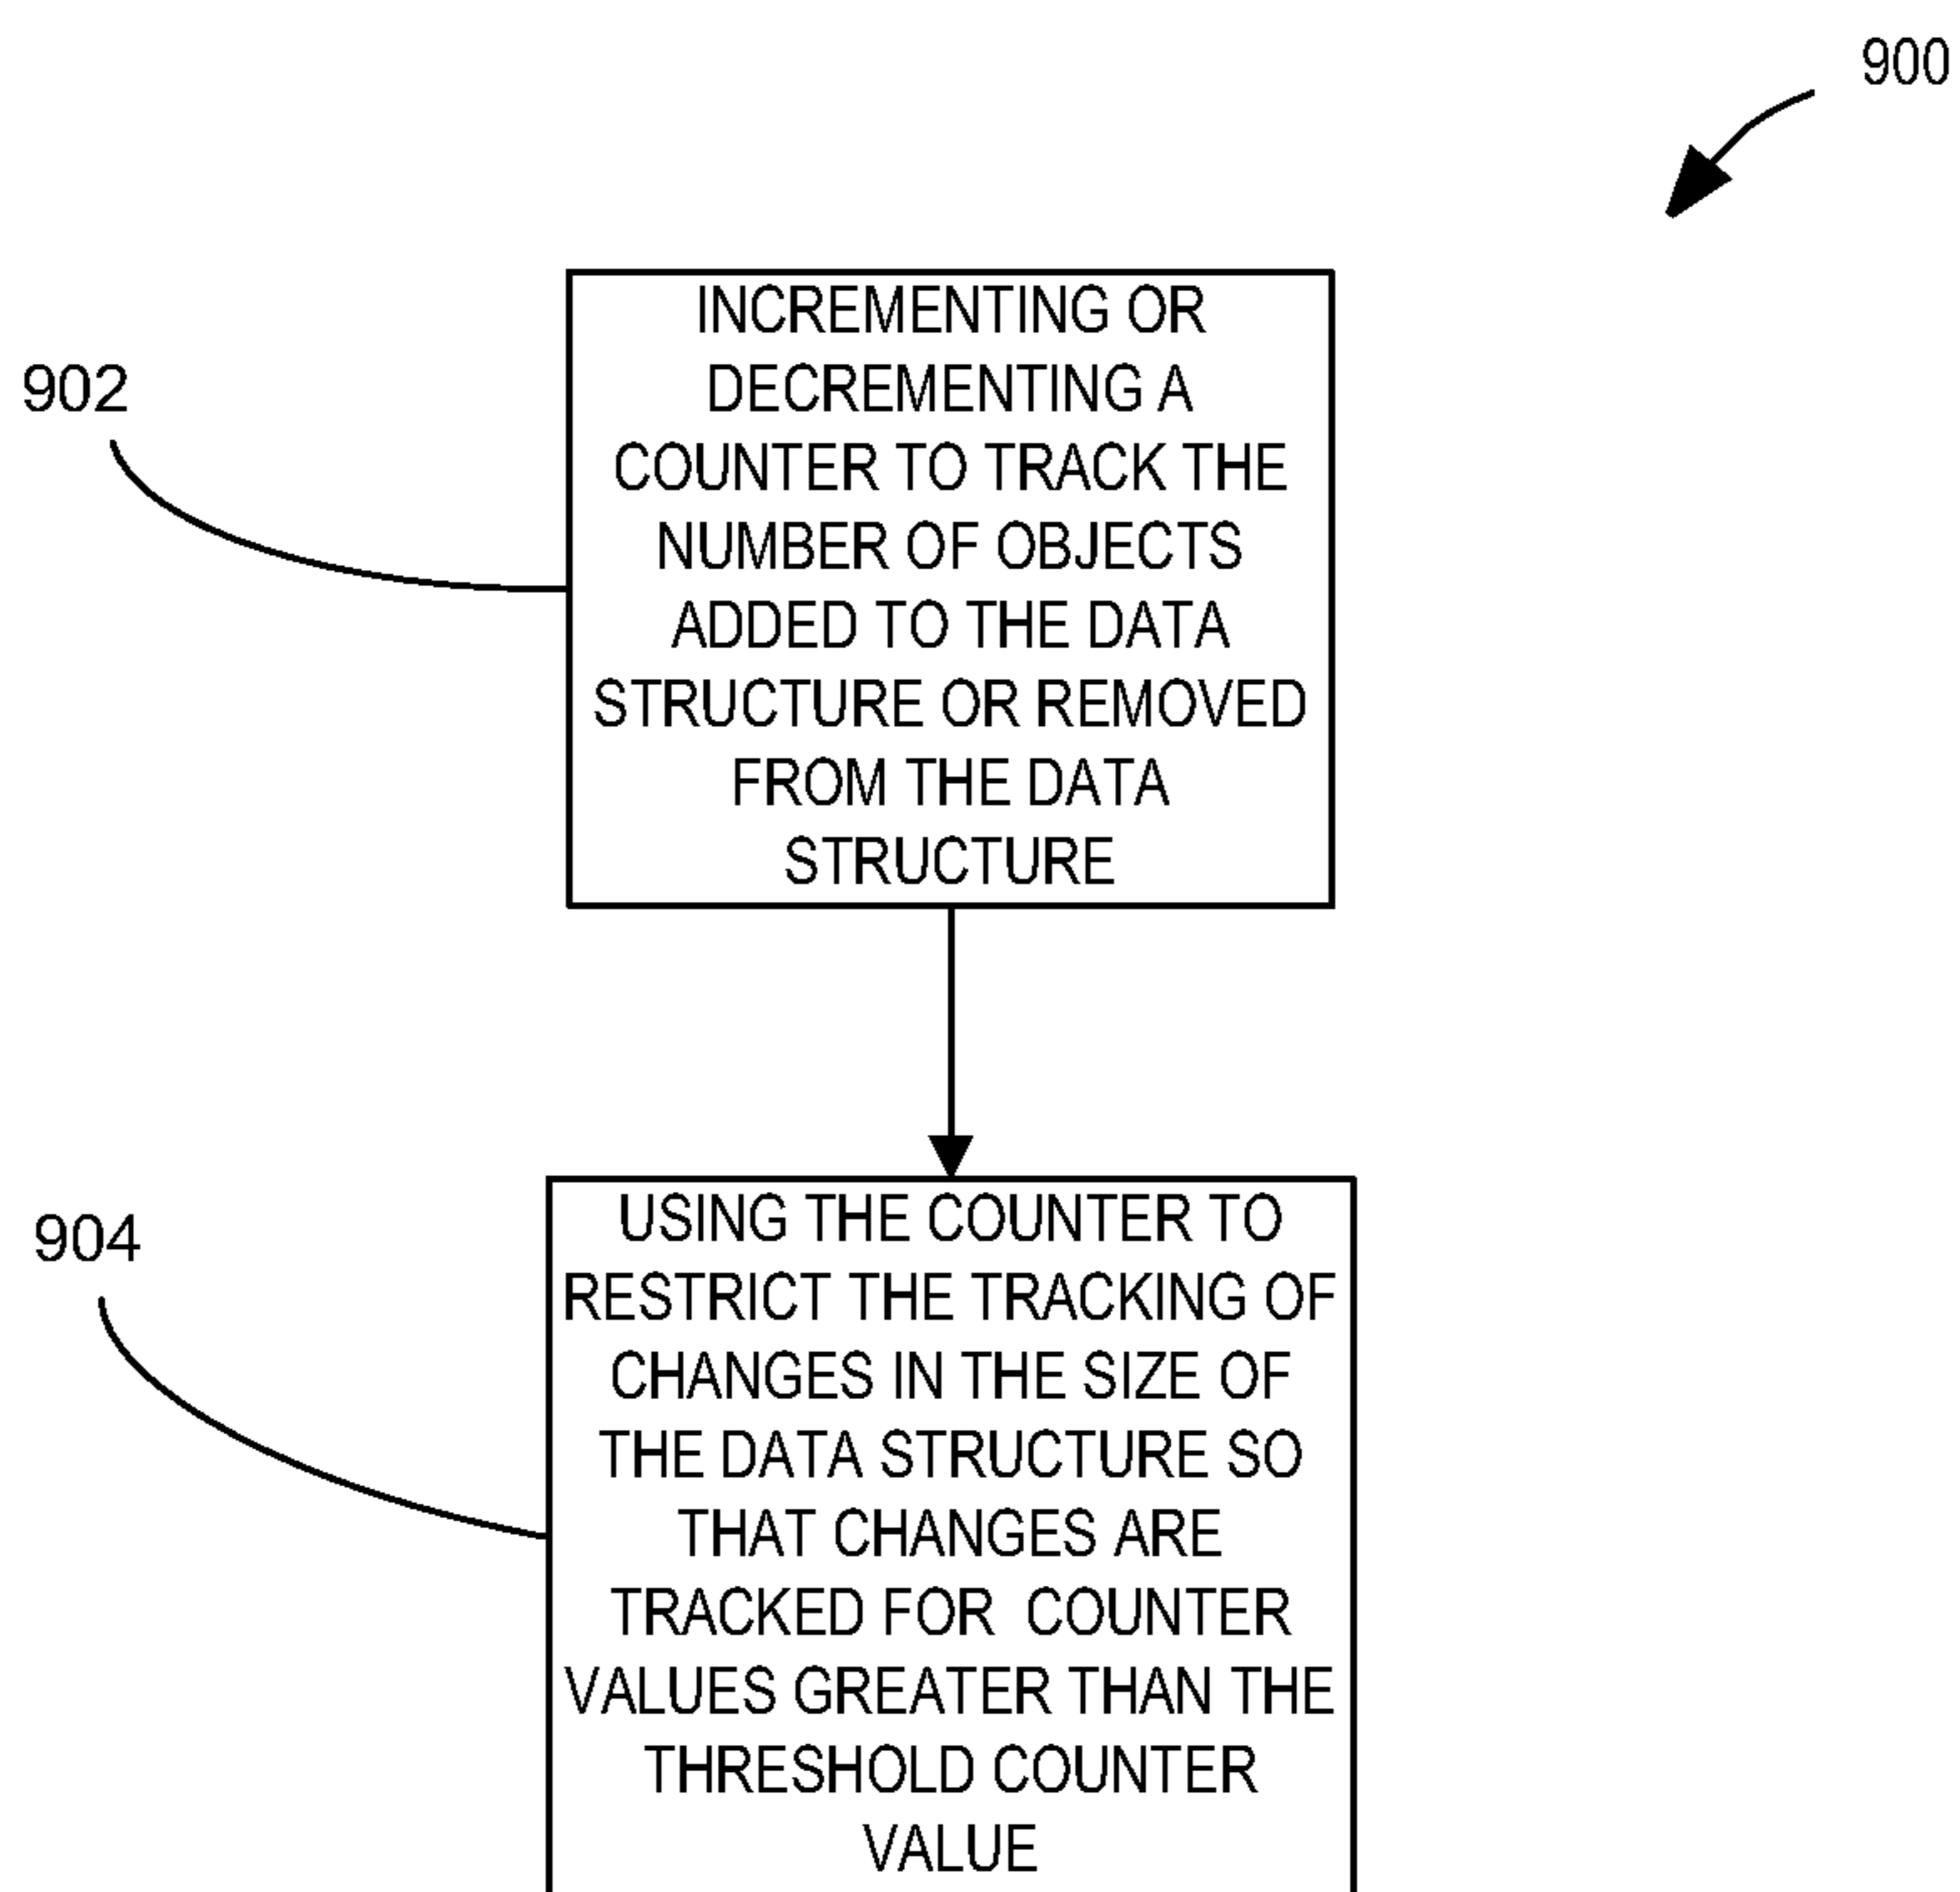 900
902
INCREMENTING OR
DECREMENTING A
COUNTER TO TRACK THE
NUMBER OF OBJECTS
ADDED TO THE DATA
STRUCTURE OR REMOVED
FROM THE DATA
STRUCTURE
904
USING THE COUNTER TO
RESTRICT THE TRACKING OF
CHANGES IN THE SIZE OF
THE DATA STRUCTURE SO
THAT CHANGES ARE
TRACKED FOR  COUNTER
VALUES GREATER THAN THE
THRESHOLD COUNTER
VALUE